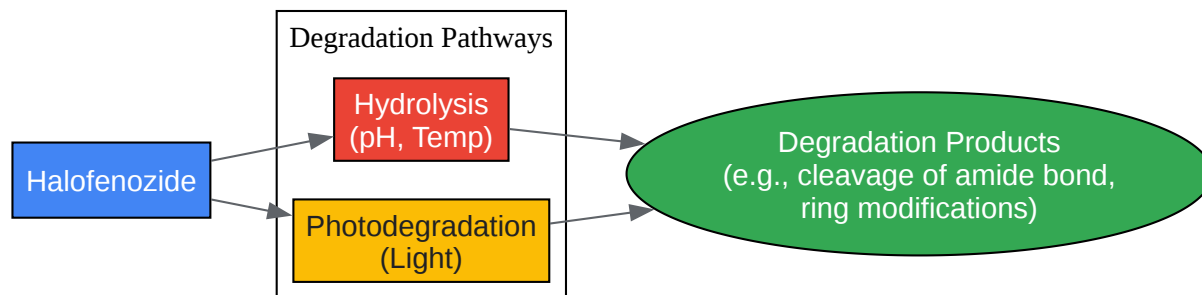 Degradation Pathways
Halofenozide
Hydrolysis
(pH, Temp)
Photodegradation
(Light)
Degradation Products
(e.g., cleavage of amide bond,
ring modifications)